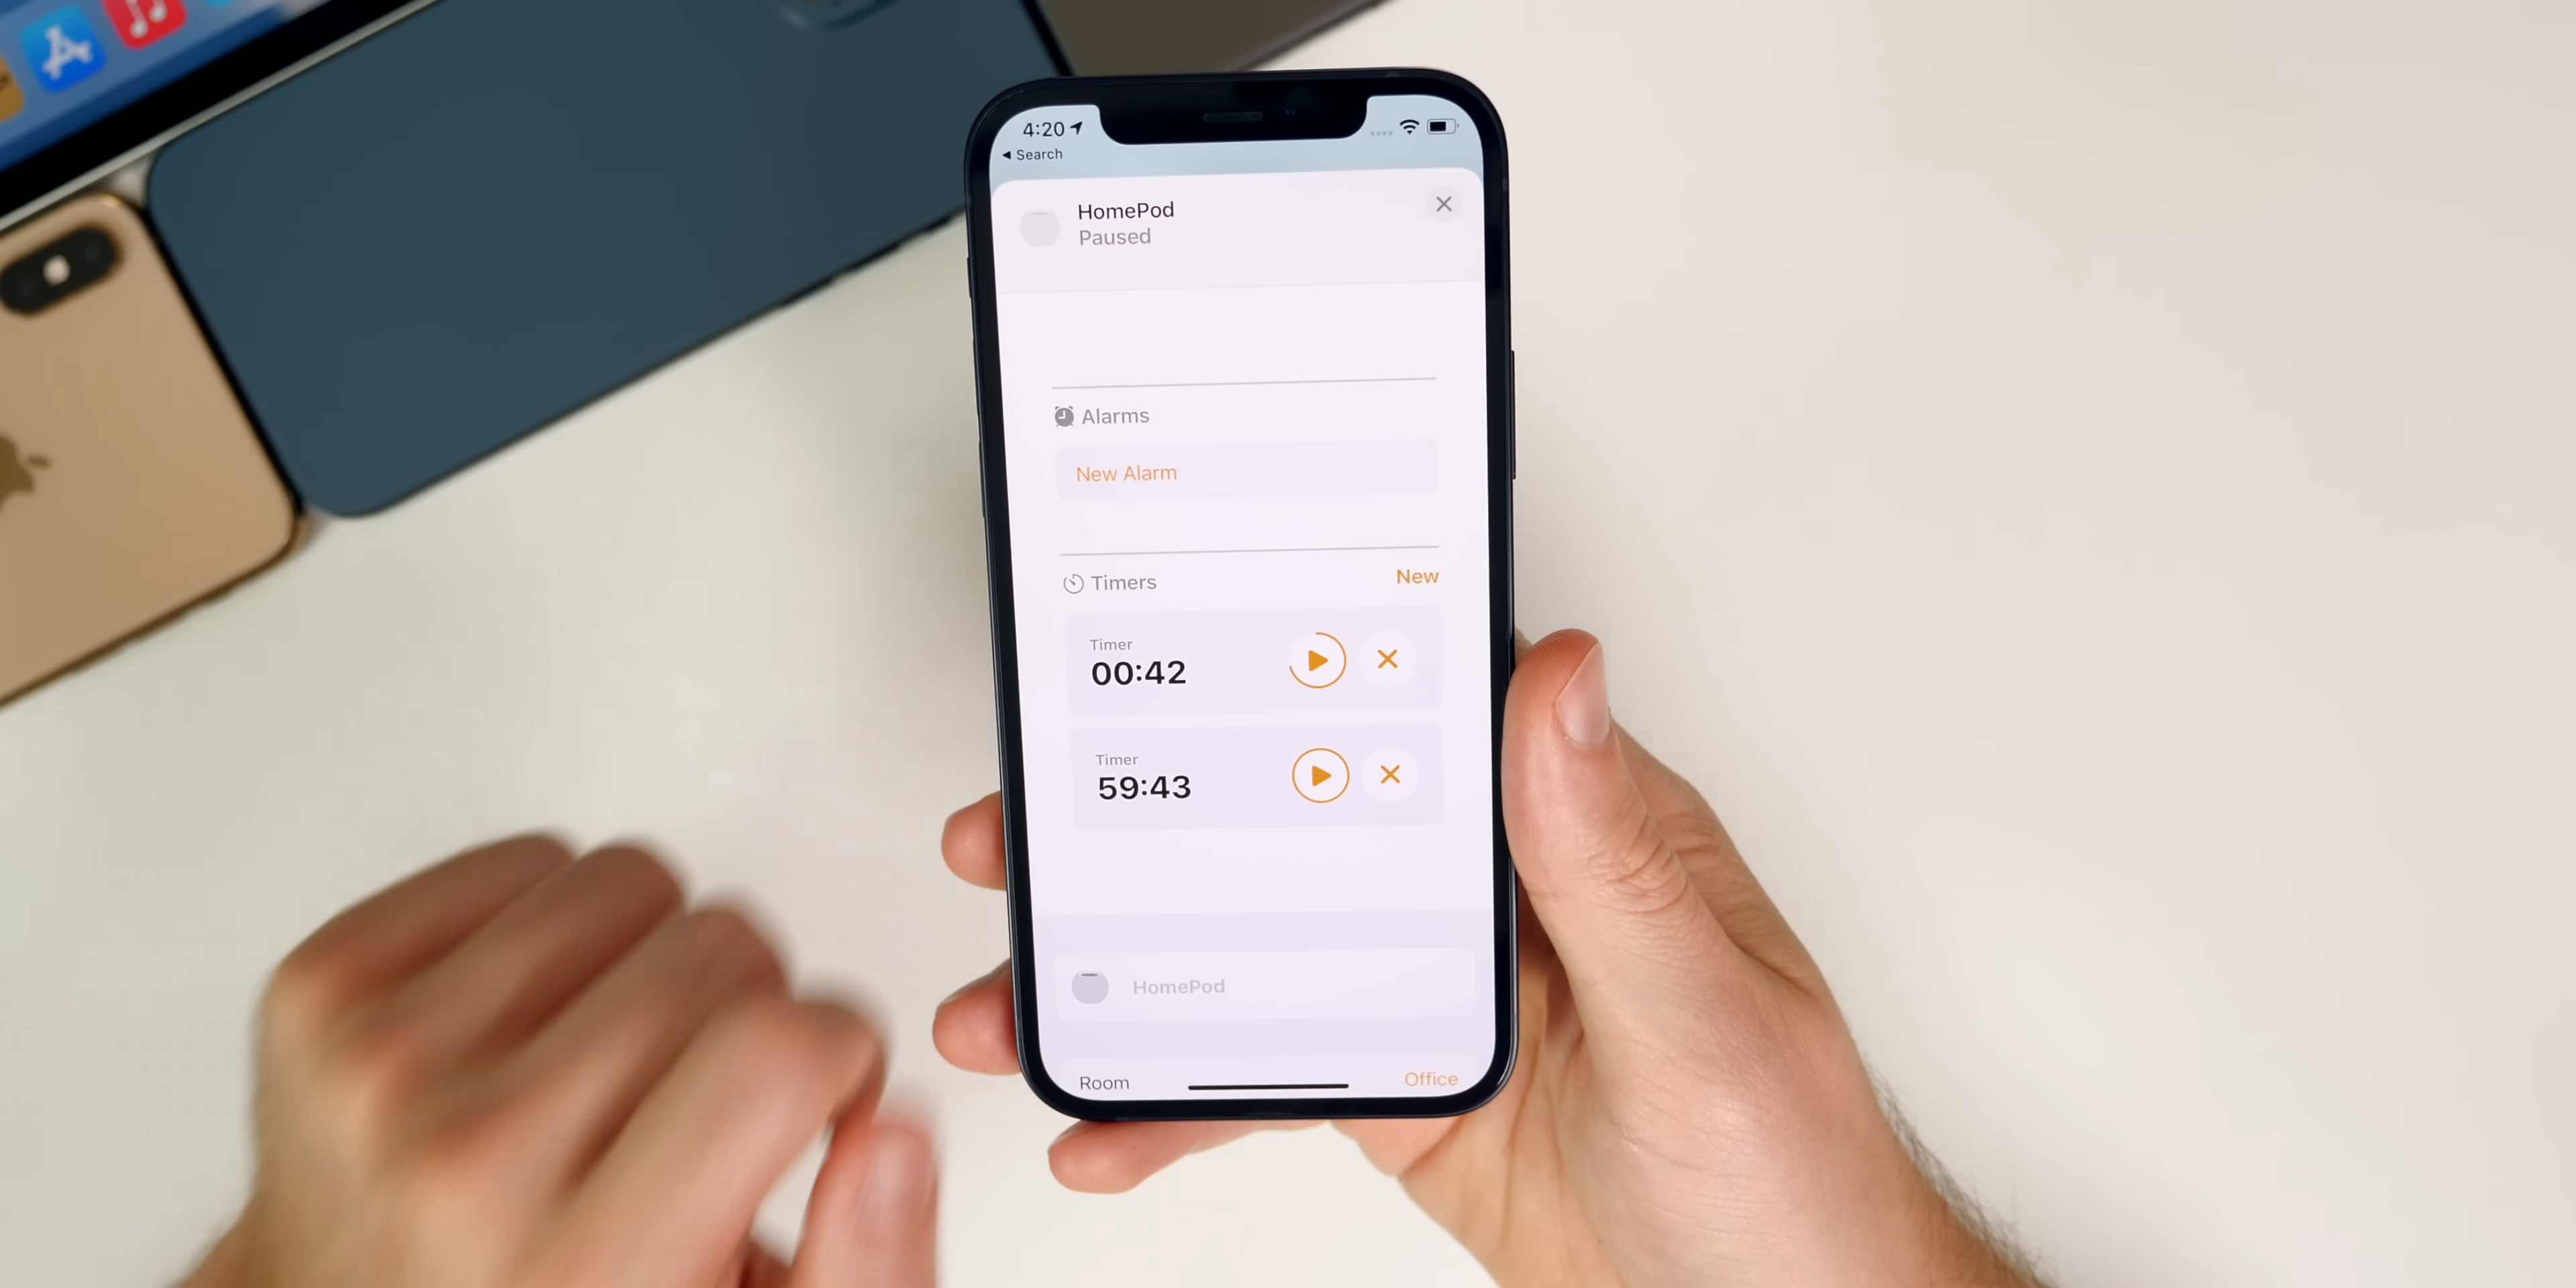 4:20
Search
HomePod
Paused
Alarms
New Alarm
Timers New
Timer
00:42
Timer
59:43
HomePod
Room Office